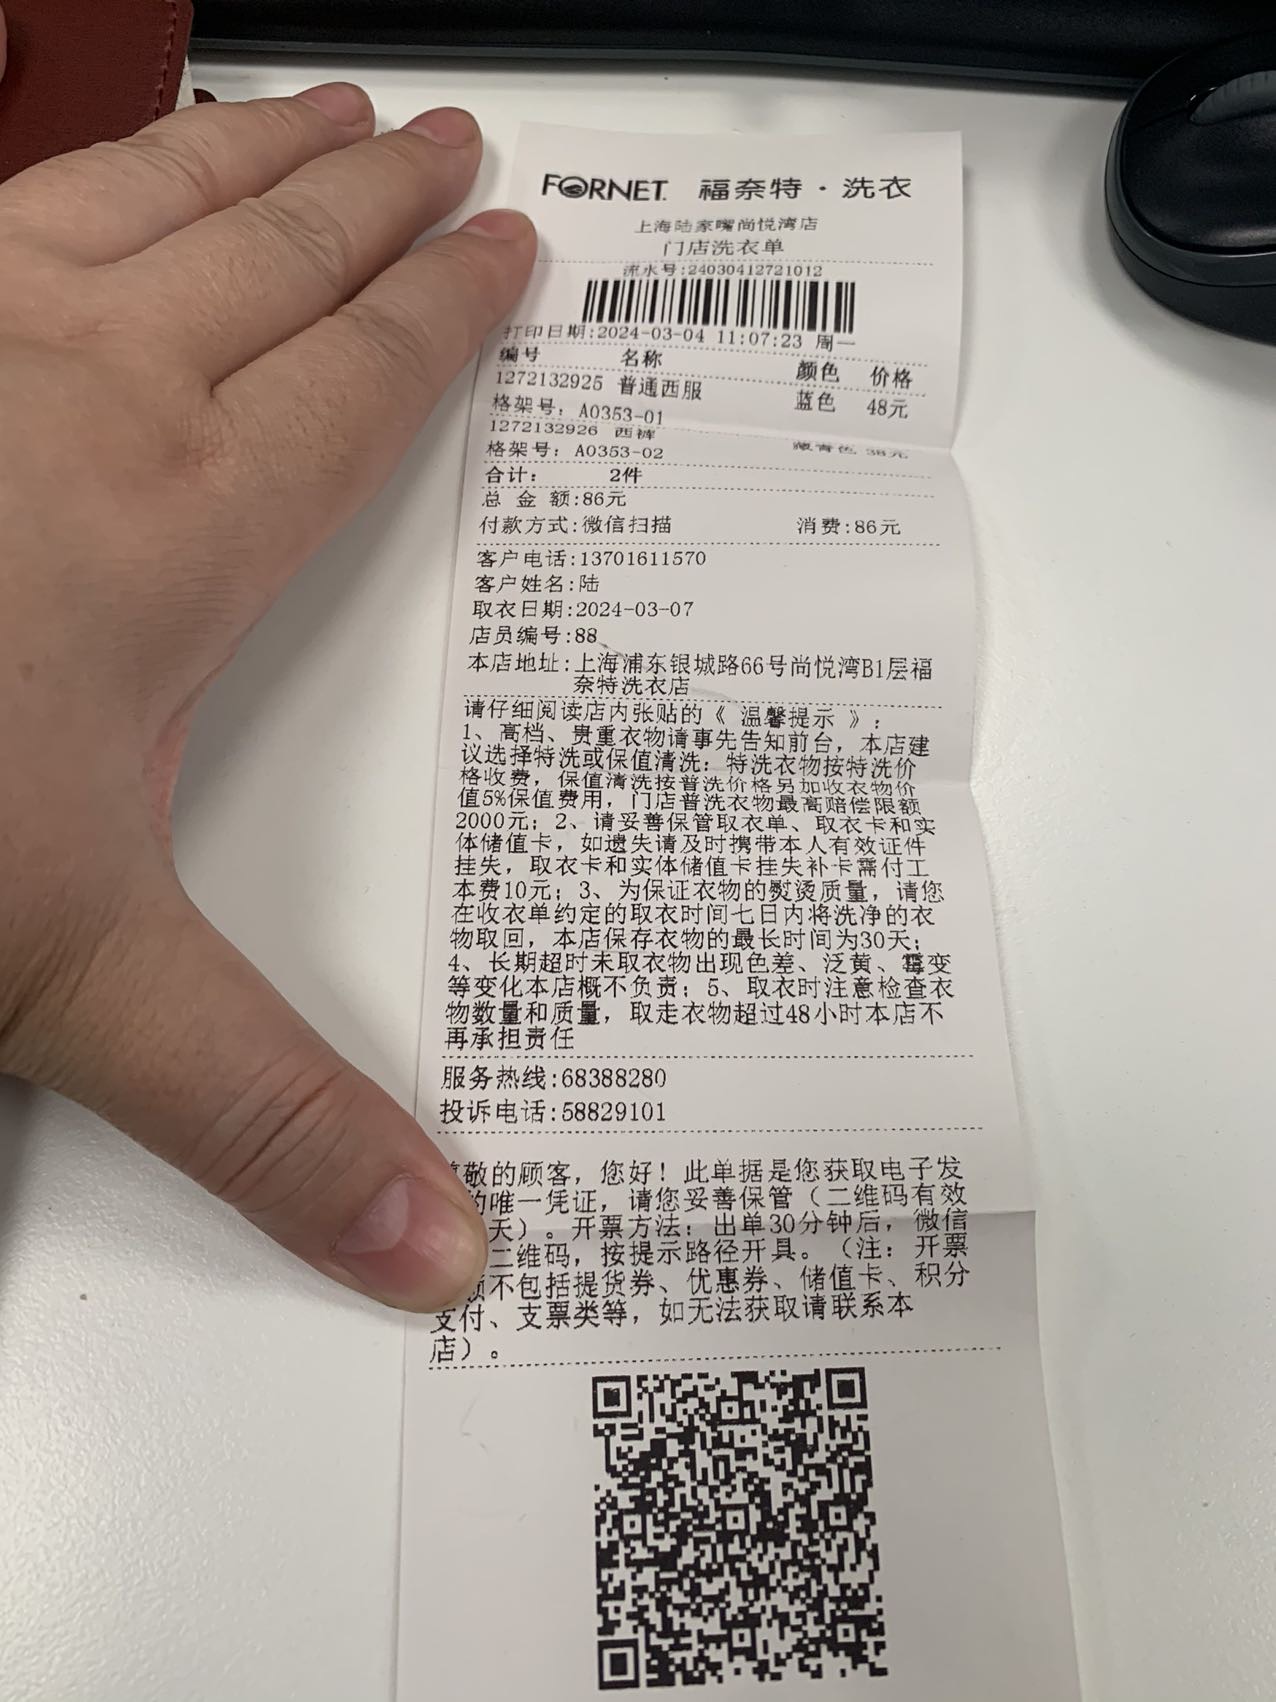 FORNET. 福奈特·洗衣
上海陆家嘴尚悦湾店
门店洗衣单
流水号:24030412721012
打印日期:2024-03-04 11:07:23 周一
编号 名称 颜色 价格
1272132925 普通西服 蓝色 48元
格架号: A0353-01
1272132926 西裤 藏青色 38元
格架号: A0353-02
合计: 2件
总 金 额:86元
付款方式:微信扫描 消费:86元
客户电话:13701611570
客户姓名:陆
取衣日期:2024-03-07
店员编号:88
本店地址:上海浦东银城路66号尚悦湾B1层福
奈特洗衣店
请仔细阅读店内张贴的《 温馨提示 》:
1、高档、贵重衣物请事先告知前台，本店建
议选择特洗或保值清洗: 特洗衣物按特洗价
格收费，保值清洗按普洗价格另加收衣物价
值5%保值费用，门店普洗衣物最高赔偿限额
2000元; 2、请妥善保管取衣单、取衣卡和实
体储值卡，如遗失请及时携带本人有效证件
挂失，取衣卡和实体储值卡挂失补卡需付工
本费10元; 3、为保证衣物的熨烫质量，请您
在收衣单约定的取衣时间七日内将洗净的衣
物取回，本店保存衣物的最长时间为30天;
4、长期超时未取衣物出现色差、泛黄、霉变
等变化本店概不负责; 5、取衣时注意检查衣
物数量和质量，取走衣物超过48小时本店不
再承担责任
服务热线:68388280
投诉电话:58829101
敬的顾客，您好！此单据是您获取电子发
的唯一凭证，请您妥善保管（二维码有效
天）。开票方法: 出单30分钟后，微信
二维码，按提示路径开具。（注: 开票
不包括提货券、优惠券、储值卡、积分
支付、支票类等，如无法获取请联系本
店）。